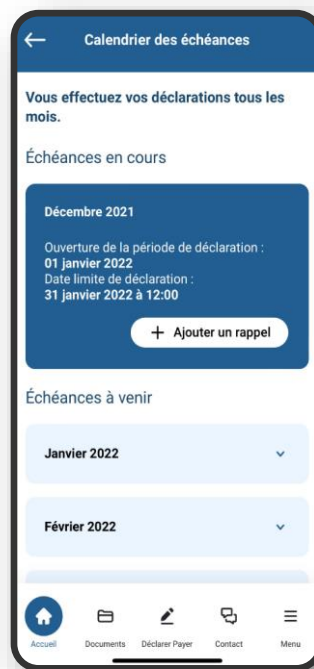 Calendrier des échéances
Vous effectuez vos déclarations tous les
mois.
Échéances en cours
Décembre 2021
Ouverture de la période de déclaration :
01 janvier 2022
Date limite de déclaration :
31 janvier 2022 à 12:00
+ Ajouter un rappel
Échéances à venir
Janvier 2022
Février 2022
Accueil Documents Déclarer Payer Contact Menu